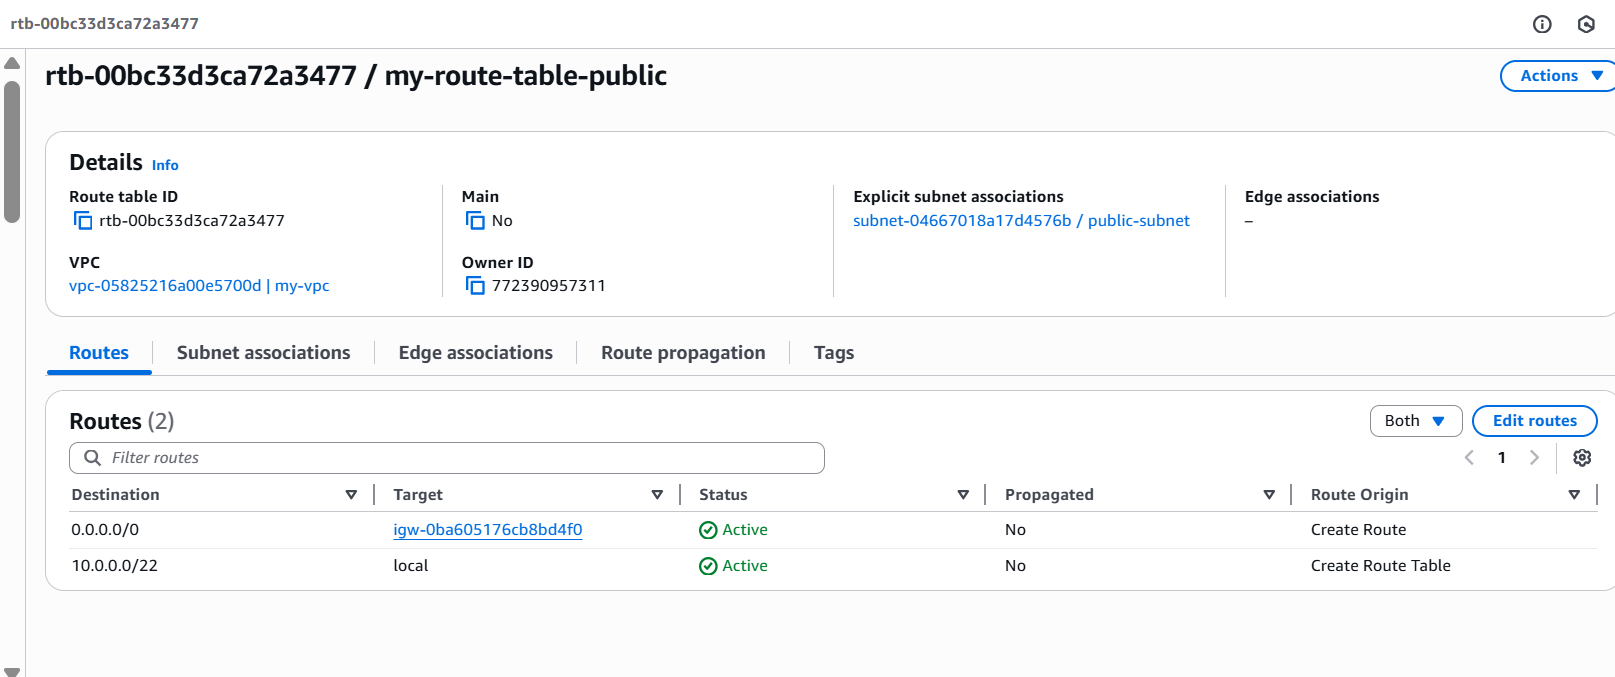 rtb-00bc33d3ca72a3477
rtb-00bc33d3ca72a3477 / my-route-table-public
Actions
Details Info
Route table ID
rtb-00bc33d3ca72a3477
VPC
vpc-05825216a00e5700d | my-vpc
Main
No
Owner ID
772390957311
Explicit subnet associations
subnet-04667018a17d4576b / public-subnet
Edge associations
–
Routes Subnet associations Edge associations Route propagation Tags
Routes (2)
Both Edit routes
Filter routes
1
Destination Target Status Propagated Route Origin
0.0.0.0/0 igw-0ba605176cb8bd4f0 Active No Create Route
10.0.0.0/22 local Active No Create Route Table